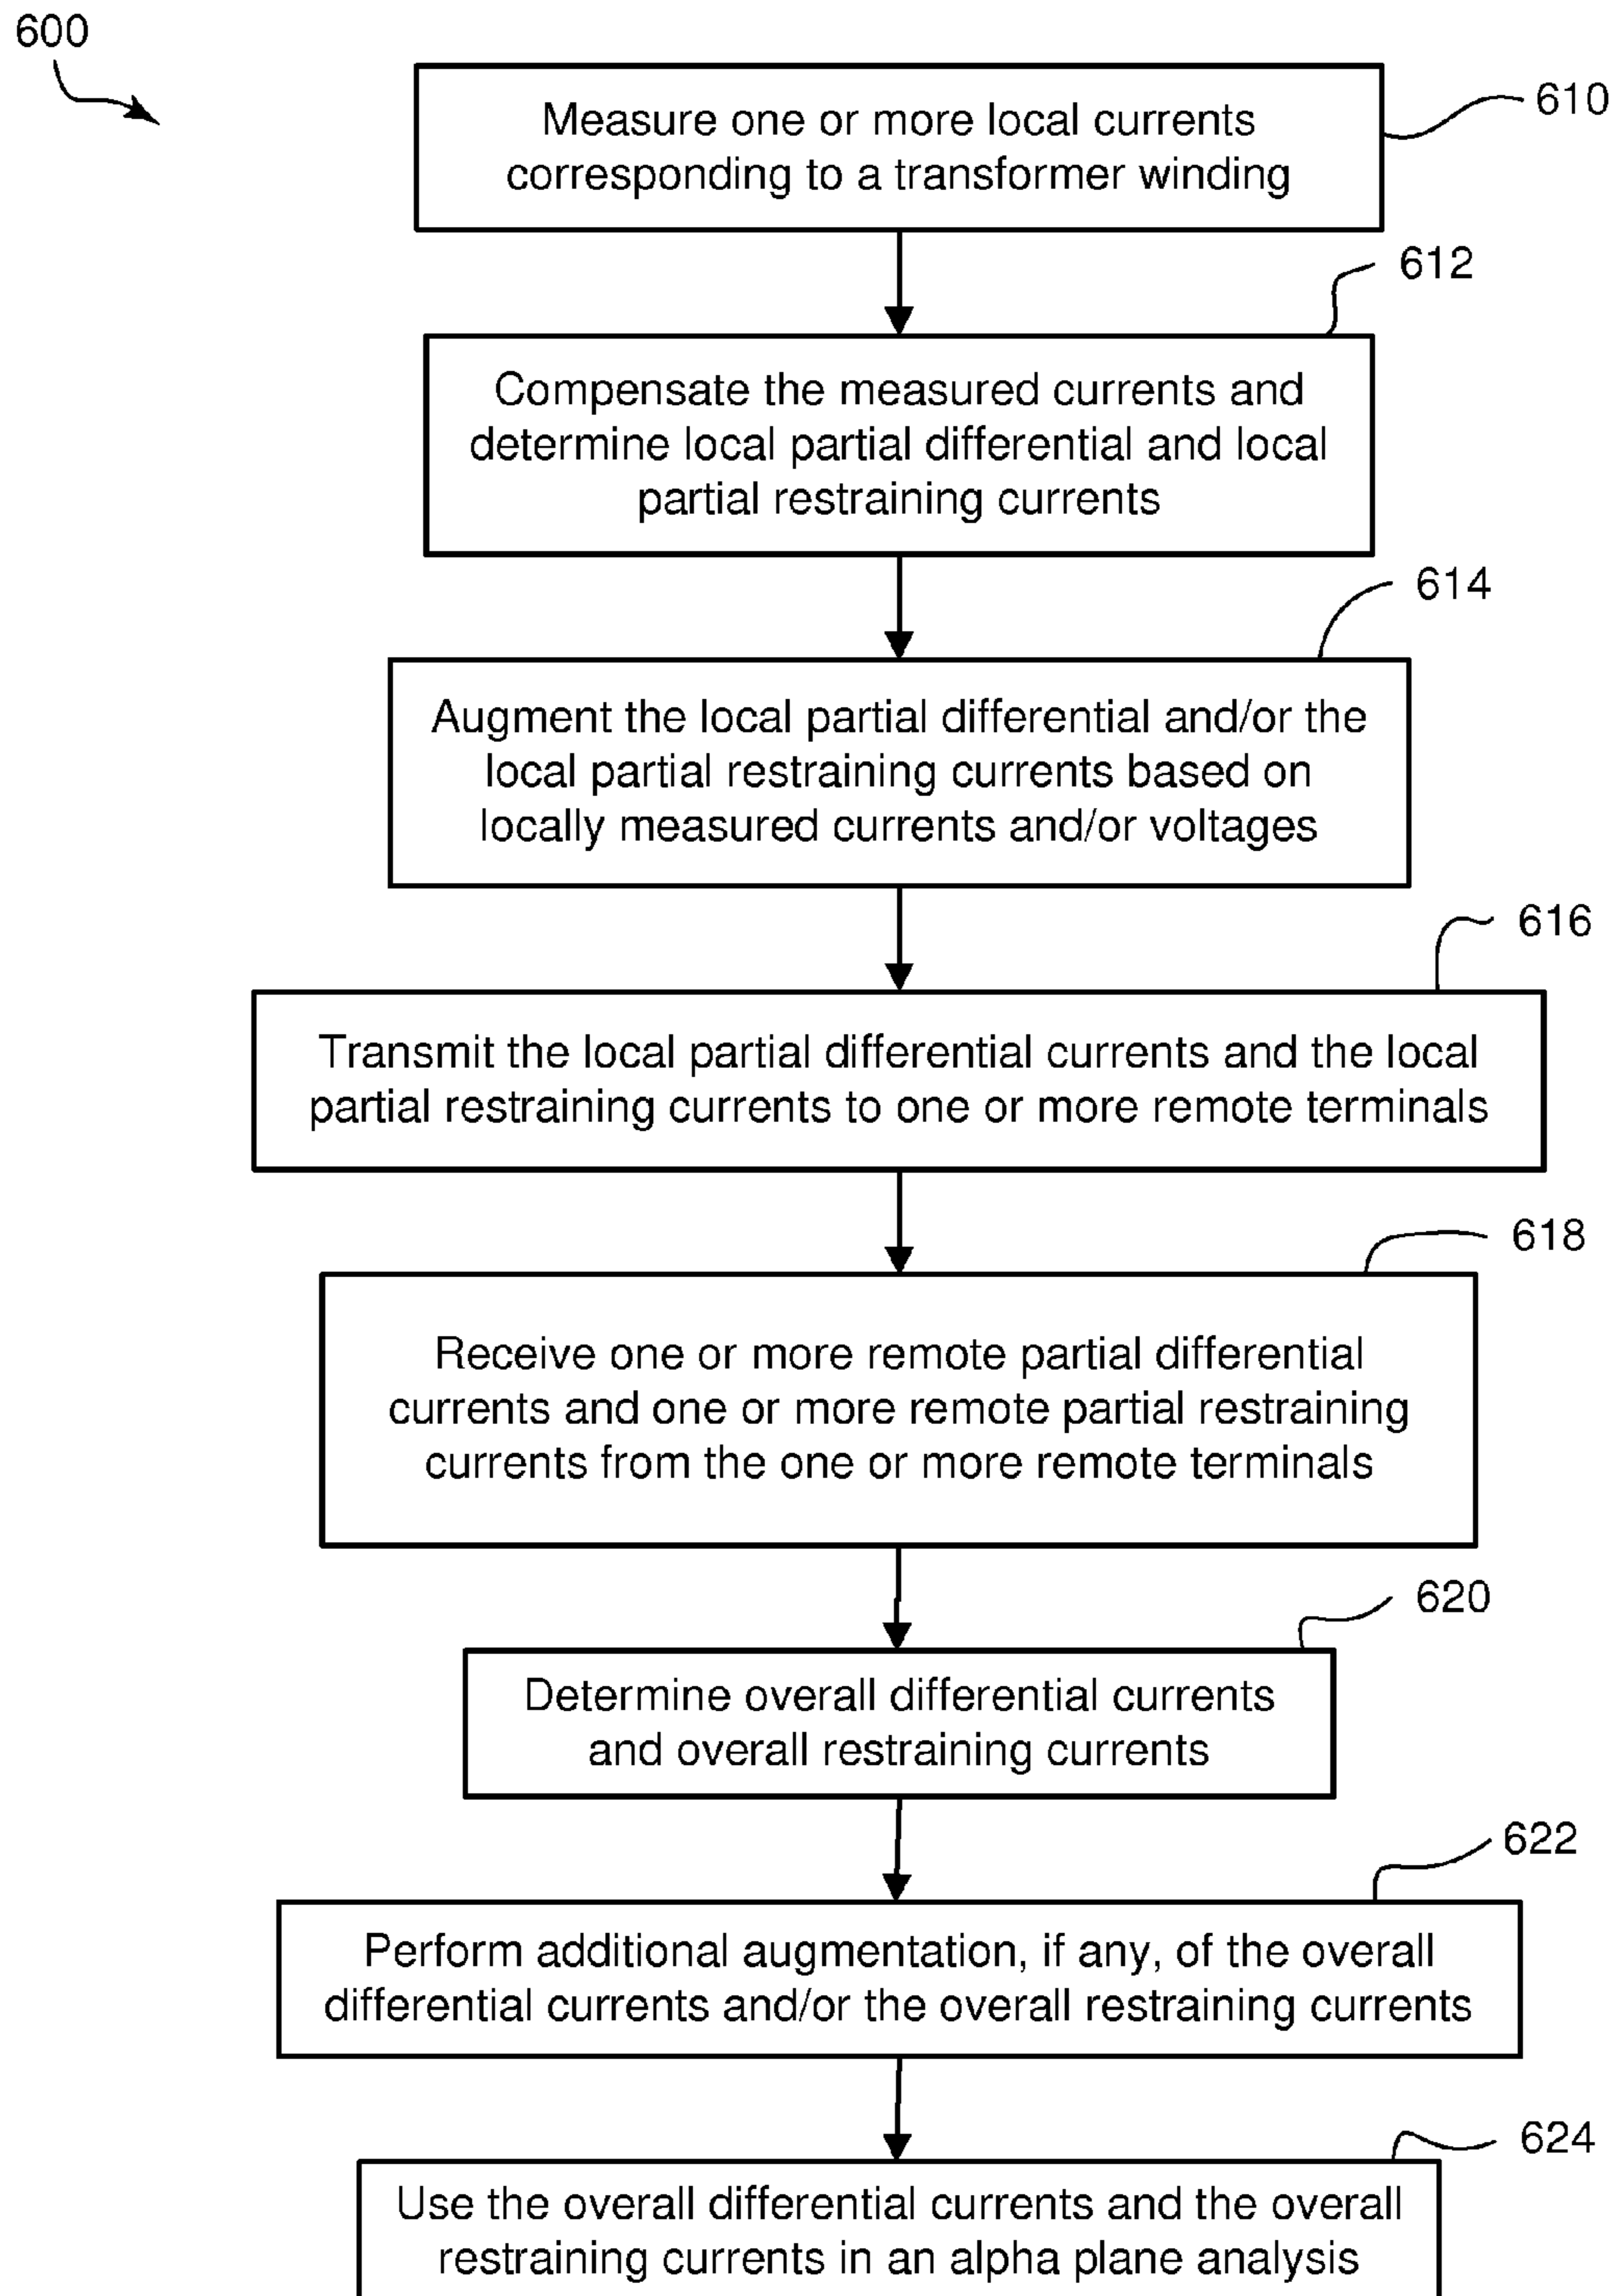 600
Measure one or more local currents
corresponding to a transformer winding
610
612
Compensate the measured currents and
determine local partial differential and local
partial restraining currents
614
Augment the local partial differential and/or the
local partial restraining currents based on
locally measured currents and/or voltages
616
Transmit the local partial differential currents and the local
partial restraining currents to one or more remote terminals
618
Receive one or more remote partial differential
currents and one or more remote partial restraining
currents from the one or more remote terminals
620
Determine overall differential currents
and overall restraining currents
622
Perform additional augmentation, if any, of the overall
differential currents and/or the overall restraining currents
624
Use the overall differential currents and the overall
restraining currents in an alpha plane analysis